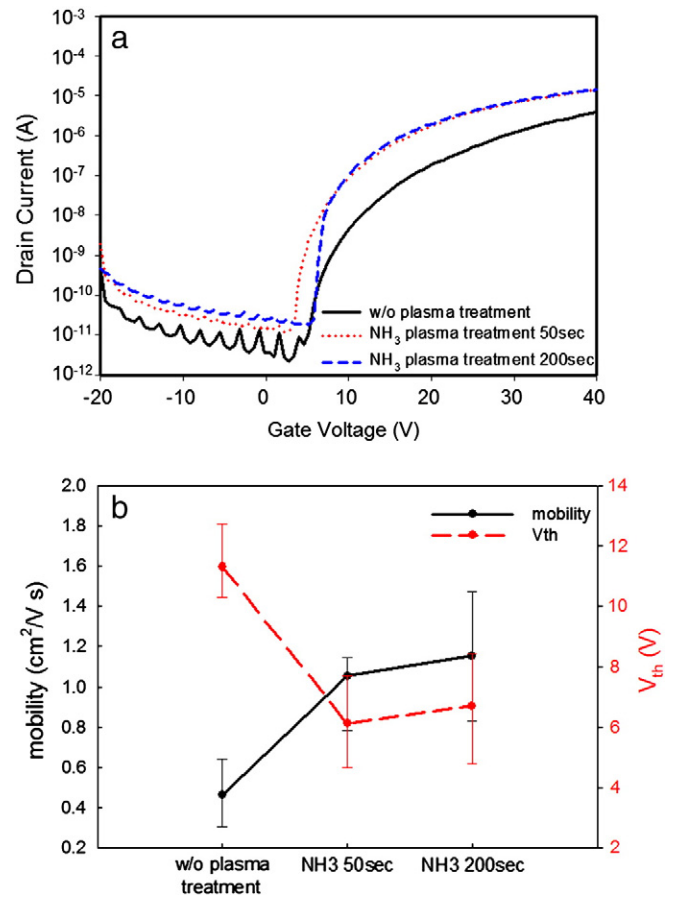 a
10-3
10-4
10-5
10-6
10-7
10-8
10-9
10-10
10-11
10-12
Drain Current (A)
w/o plasma treatment
NH3 plasma treatment 50sec
NH3 plasma treatment 200sec
-20 -10 0 10 20 30 40
Gate Voltage (V)
b
2.0
1.8
1.6
1.4
1.2
1.0
0.8
0.6
0.4
0.2
mobility (cm2/V s)
mobility
Vth
14
12
10
8
6
4
2
Vth (V)
w/o plasma NH3 50sec NH3 200sec
treatment